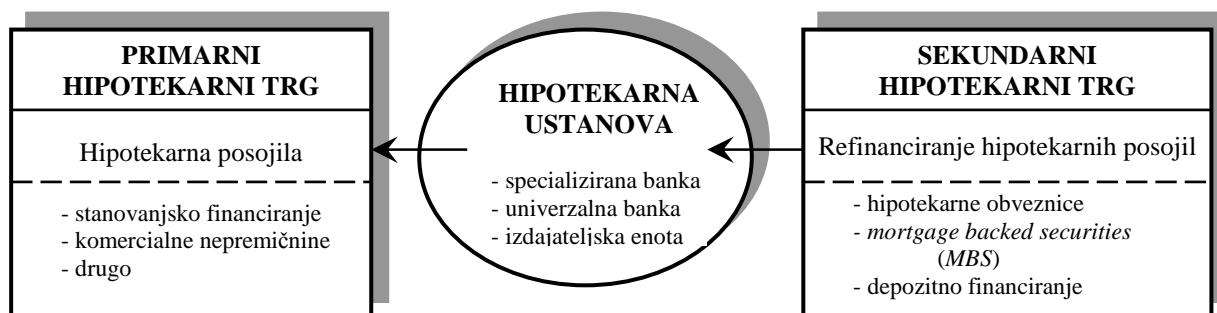 PRIMARNI
HIPOTEKARNI TRG
Hipotekarna posojila
- stanovanjsko financiranje
- komercialne nepremičnine
- drugo
HIPOTEKARNA
USTANOVA
- specializirana banka
- univerzalna banka
- izdajateljska enota
SEKUNDARNI
HIPOTEKARNI TRG
Refinanciranje hipotekarnih posojil
- hipotekarne obveznice
- mortgage backed securities
(MBS)
- depozitno financiranje